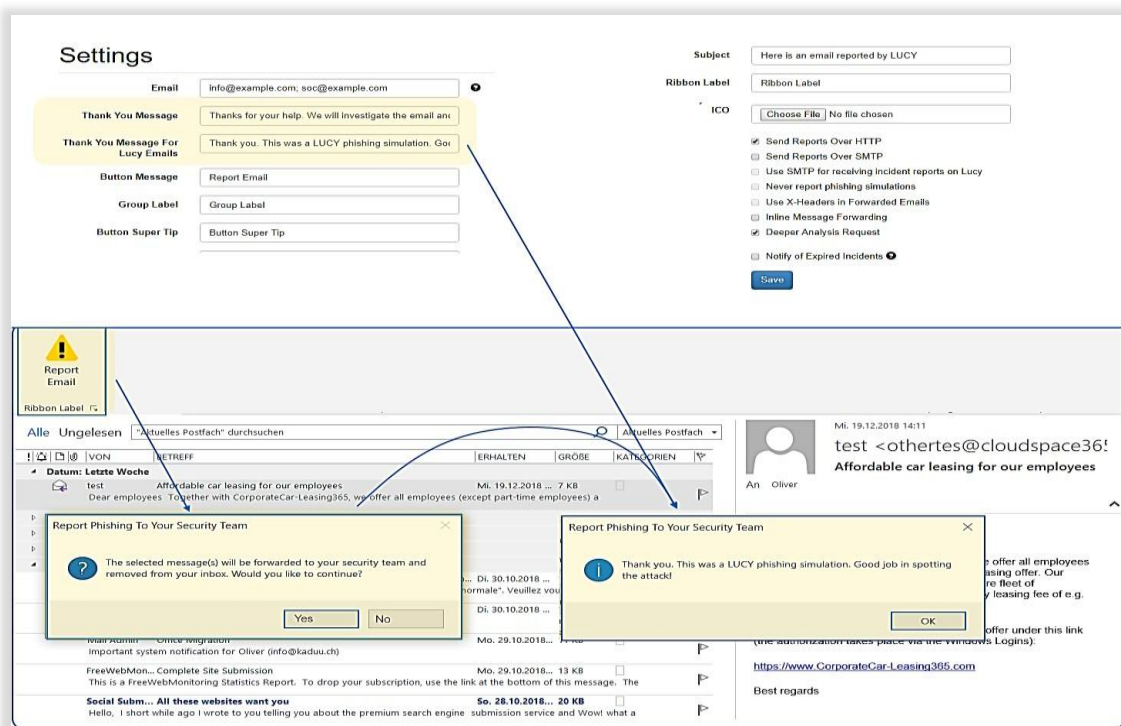 Settings
Email info@example.com; soc@example.com
Thank You Message Thanks for your help. We will investigate the email and
Thank You Message For
Lucy Emails Thank you. This was a LUCY phishing simulation. Goo
Button Message Report Email
Group Label Group Label
Button Super Tip Button Super Tip
Subject Here is an email reported by LUCY
Ribbon Label Ribbon Label
ICO Choose File No file chosen
Send Reports Over HTTP
Send Reports Over SMTP
Use SMTP for receiving incident reports on Lucy
Never report phishing simulations
Use X-Headers in Forwarded Emails
Inline Message Forwarding
Deeper Analysis Request
Notify of Expired Incidents
Save
Report
Email
Ribbon Label
Alle Ungelesen "Aktuelles Postfach" durchsuchen Aktuelles Postfach
VON BETREFF ERHALTEN GRÖßE KATEGORIEN
Datum: Letzte Woche
test Affordable car leasing for our employees Mi. 19.12.2018 ... 7 KB
Dear employees Together with CorporateCar-Leasing365, we offer all employees (except part-time employees) a
Report Phishing To Your Security Team
The selected message(s) will be forwarded to your security team and
removed from your inbox. Would you like to continue?
Yes No
... Di. 30.10.2018 ...
normale". Veuillez vou
Di. 30.10.2018 ...
Mail Admin Office Migration Mo. 29.10.2018...
Important system notification for Oliver (info@kaduu.ch)
FreeWebMon... Complete Site Submission Mo. 29.10.2018... 13 KB
This is a FreeWebMonitoring Statistics Report. To drop your subscription, use the link at the bottom of this message. The
Social Subm... All these websites want you So. 28.10.2018... 20 KB
Hello, I short while ago I wrote to you telling you about the premium search engine submission service and Wow! what a
Mi. 19.12.2018 14:11
test <othertes@cloudspace365
Affordable car leasing for our employees
An Oliver
Report Phishing To Your Security Team
Thank you. This was a LUCY phishing simulation. Good job in spotting
the attack!
OK
offer all employees
asing offer. Our
re fleet of
y leasing fee of e.g.
offer under this link
(the authorization takes place via the Windows Logins):
https://www.CorporateCar-Leasing365.com
Best regards